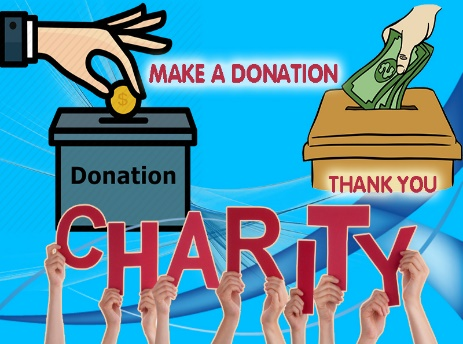 MAKE A DONATION
$
Donation
THANK YOU
CHARITY